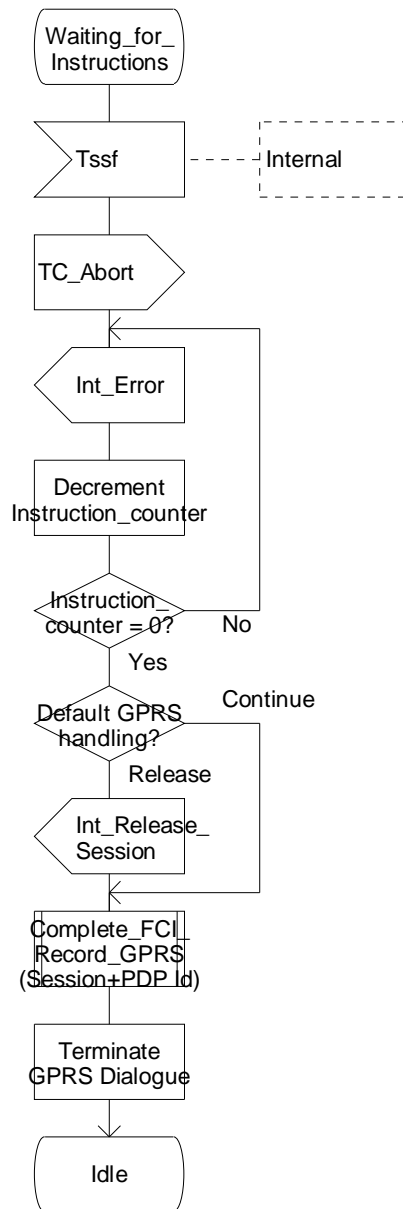 Waiting_for_
Instructions
Tssf
Internal
TC_Abort
Int_Error
Decrement
Instruction_counter
Instruction_
counter = 0?
No
Yes
Default GPRS
handling?
Continue
Release
Int_Release_
Session
Complete_FCI_
Record_GPRS
(Session+PDP Id)
Terminate
GPRS Dialogue
Idle